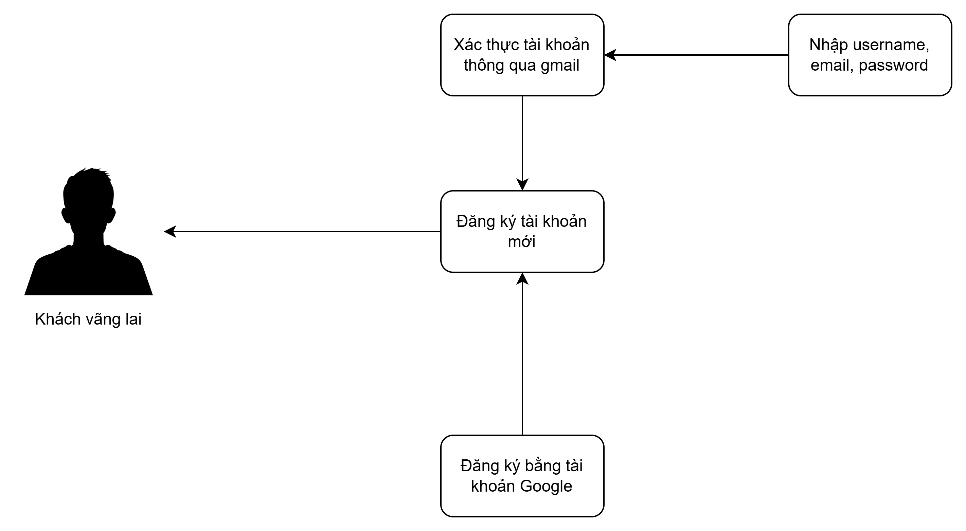 Xác thực tài khoản
thông qua gmail
Nhập username,
email, password
Đăng ký tài khoản
mới
Khách vãng lai
Đăng ký bằng tài
khoản Google